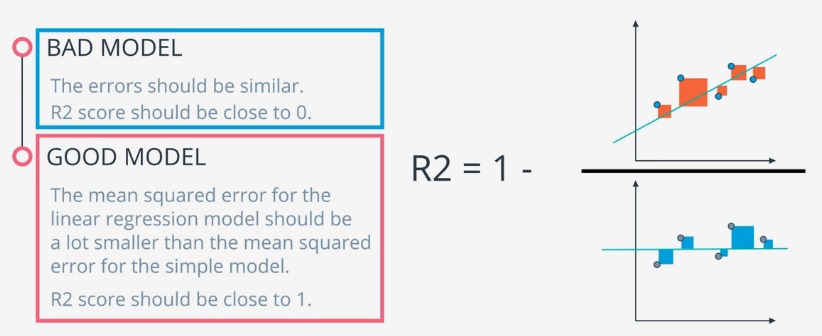 BAD MODEL
The errors should be similar.
R2 score should be close to 0.
GOOD MODEL
The mean squared error for the
linear regression model should be
a lot smaller than the mean squared
error for the simple model.
R2 score should be close to 1.
R2 = 1 -